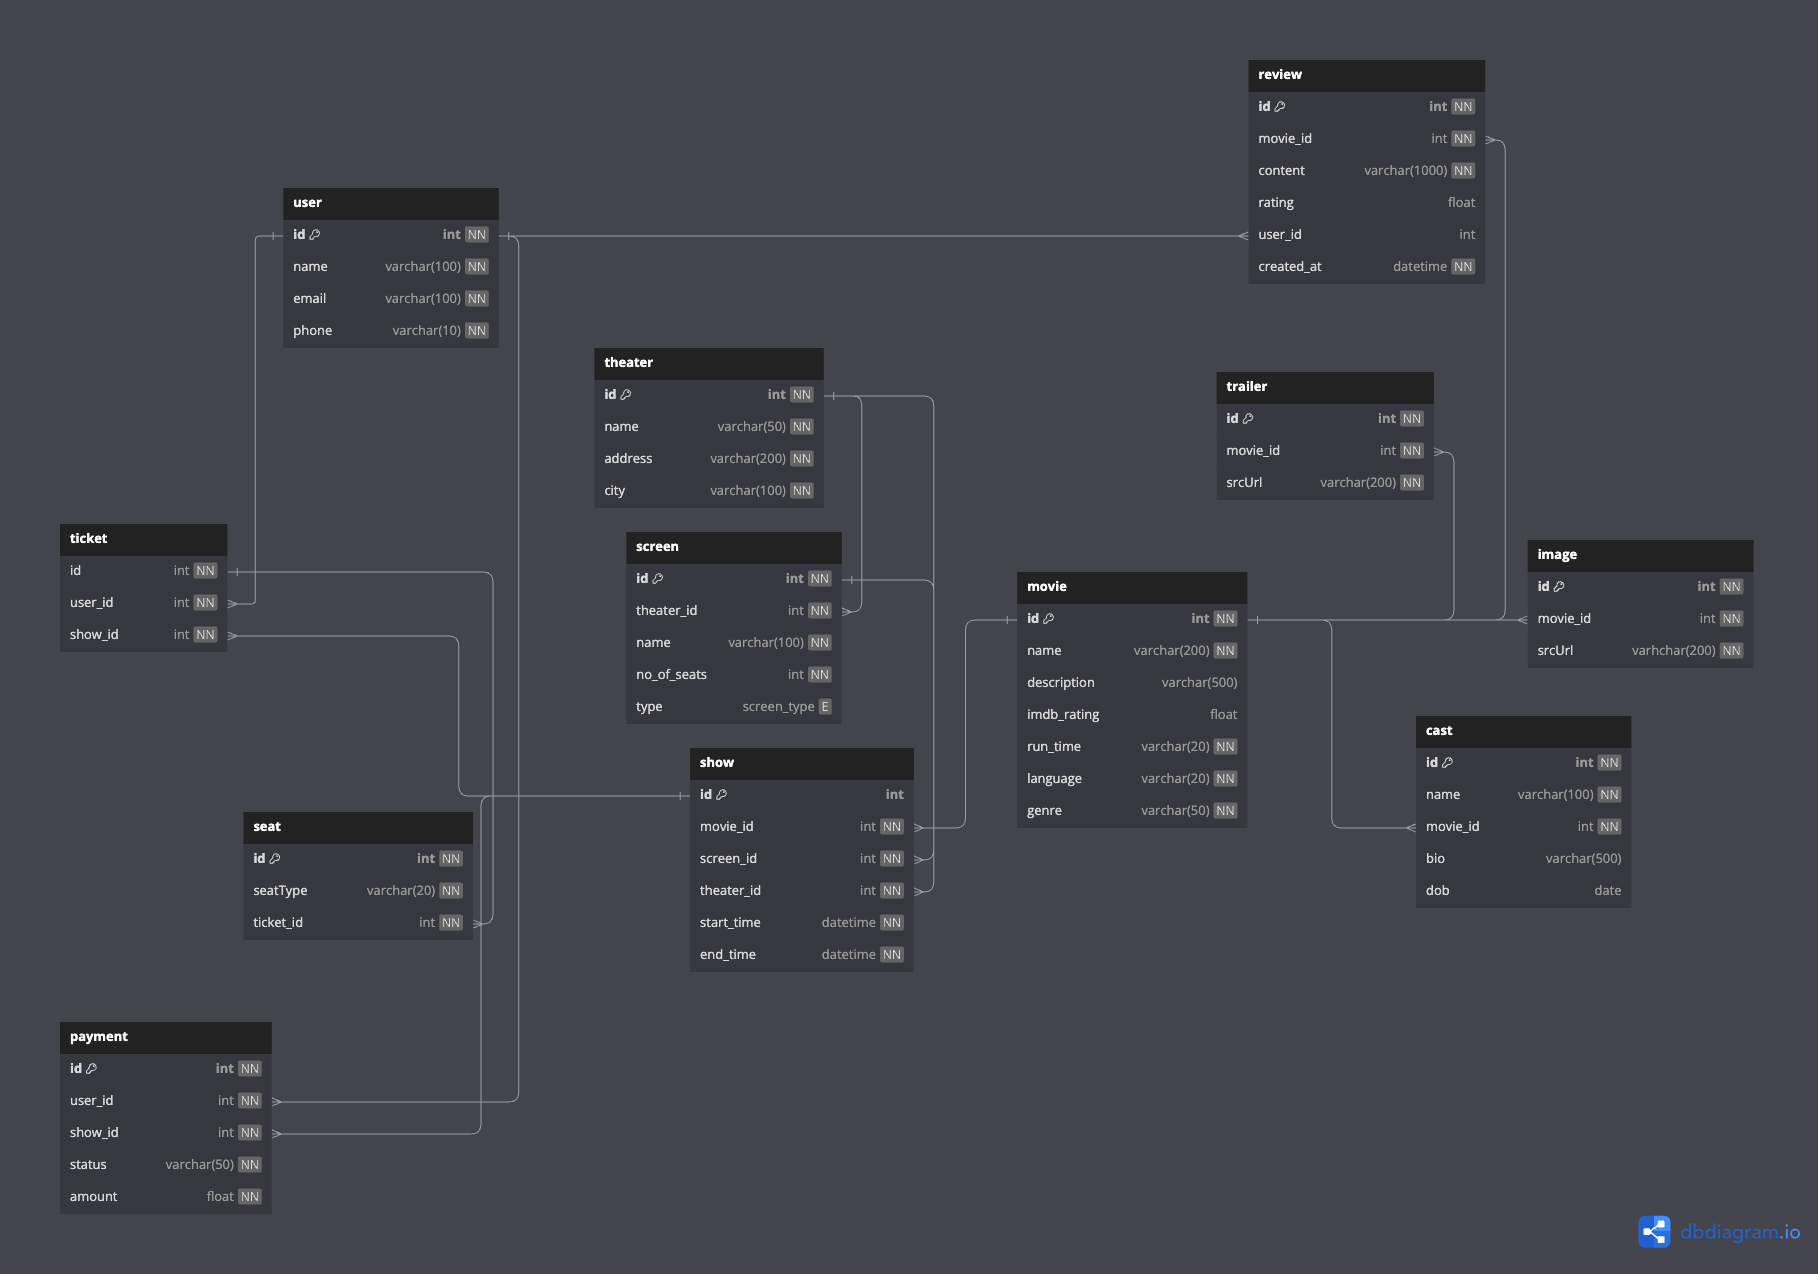 review
id int NN
movie_id int NN
content varchar(1000) NN
rating float
user_id int
created_at datetime NN
user
id int NN
name varchar(100) NN
email varchar(100) NN
phone varchar(10) NN
theater
id int NN
name varchar(50) NN
address varchar(200) NN
city varchar(100) NN
trailer
id int NN
movie_id int NN
srcUrl varchar(200) NN
ticket
id int NN
user_id int NN
show_id int NN
screen
id int NN
theater_id int NN
name varchar(100) NN
no_of_seats int NN
type screen_type E
movie
id int NN
name varchar(200) NN
description varchar(500)
imdb_rating float
run_time varchar(20) NN
language varchar(20) NN
genre varchar(50) NN
image
id int NN
movie_id int NN
srcUrl varhchar(200) NN
cast
id int NN
name varchar(100) NN
movie_id int NN
bio varchar(500)
dob date
show
id int
movie_id int NN
screen_id int NN
theater_id int NN
start_time datetime NN
end_time datetime NN
seat
id int NN
seatType varchar(20) NN
ticket_id int NN
payment
id int NN
user_id int NN
show_id int NN
status varchar(50) NN
amount float NN
dbdiagram.io